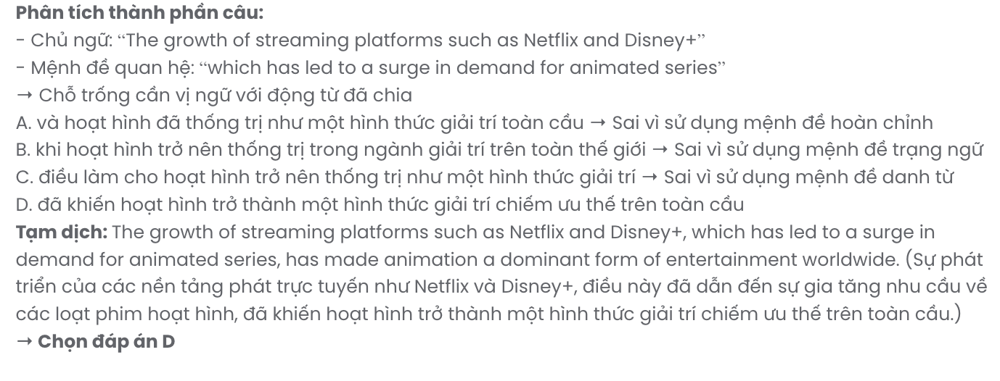 Phân tích thành phần câu:
- Chủ ngữ: “The growth of streaming platforms such as Netflix and Disney+”
- Mệnh đề quan hệ: “which has led to a surge in demand for animated series”
→ Chỗ trống cần vị ngữ với động từ đã chia
A. và hoạt hình đã thống trị như một hình thức giải trí toàn cầu → Sai vì sử dụng mệnh đề hoàn chỉnh
B. khi hoạt hình trở nên thống trị trong ngành giải trí trên toàn thế giới → Sai vì sử dụng mệnh đề trạng ngữ
C. điều làm cho hoạt hình trở nên thống trị như một hình thức giải trí → Sai vì sử dụng mệnh đề danh từ
D. đã khiến hoạt hình trở thành một hình thức giải trí chiếm ưu thế trên toàn cầu
Tạm dịch: The growth of streaming platforms such as Netflix and Disney+, which has led to a surge in
demand for animated series, has made animation a dominant form of entertainment worldwide. (Sự phát
triển của các nền tảng phát trực tuyến như Netflix và Disney+, điều này đã dẫn đến sự gia tăng nhu cầu về
các loạt phim hoạt hình, đã khiến hoạt hình trở thành một hình thức giải trí chiếm ưu thế trên toàn cầu.)
→ Chọn đáp án D